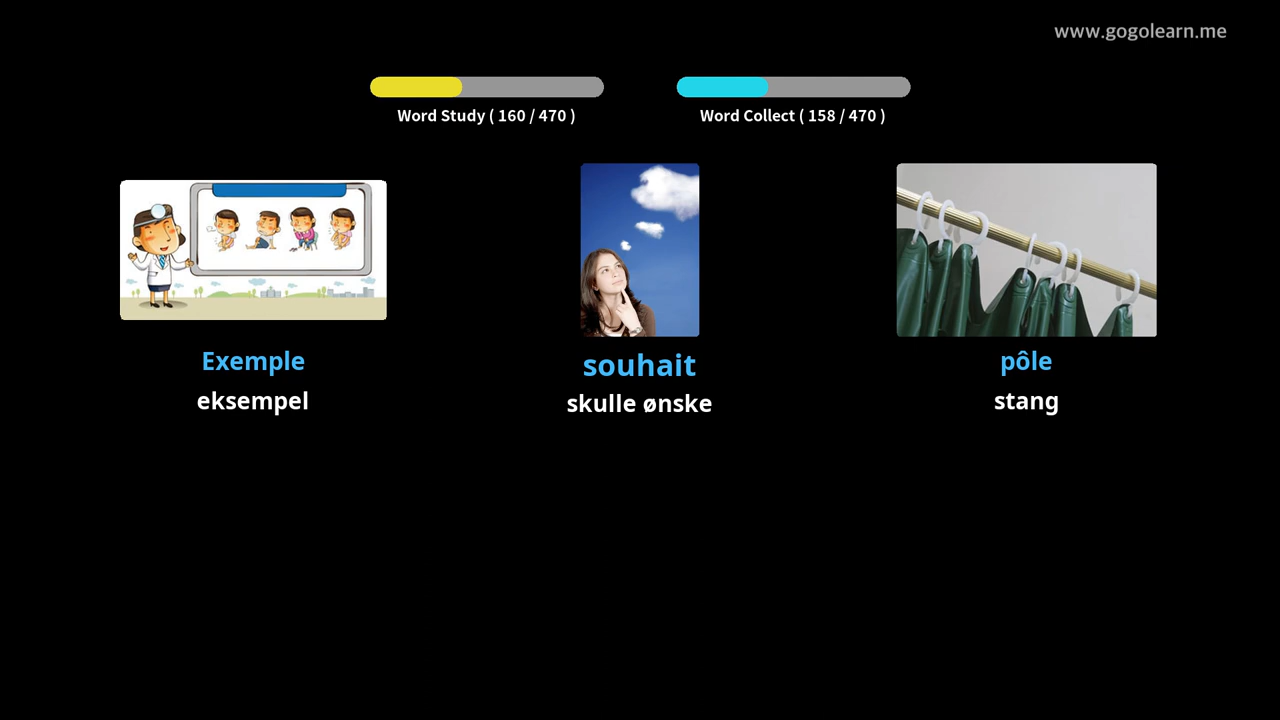 www.gogolearn.me
Word Study ( 160 / 470 )
Word Collect ( 158 / 470 )
Exemple
souhait
pôle
eksempel
skulle ønske
stang